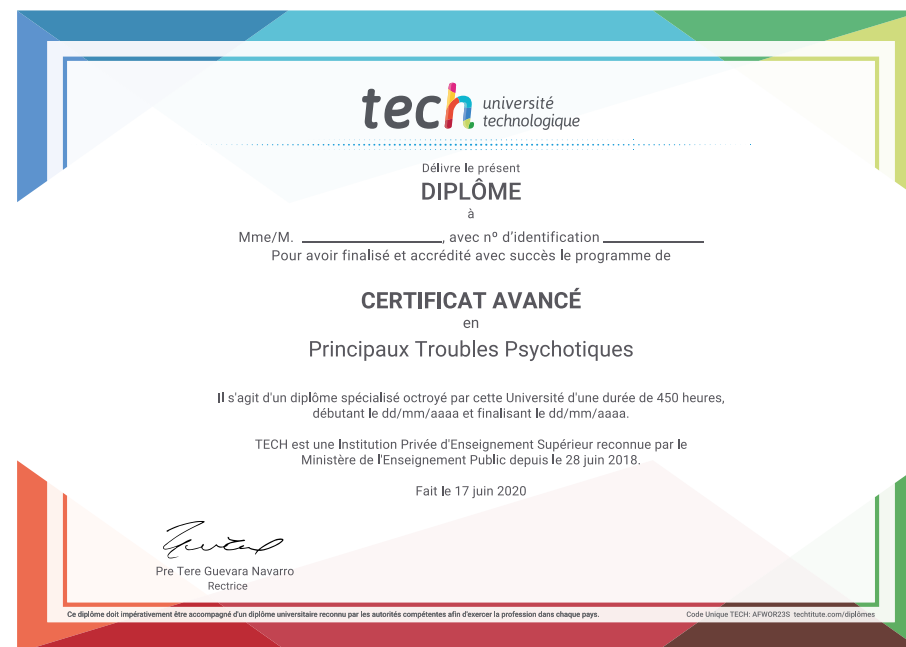 tech université
technologique
Délivre le présent
DIPLÔME
à
Mme/M. ____________________, avec nº d'identification ______________
Pour avoir finalisé et accrédité avec succès le programme de
CERTIFICAT AVANCÉ
en
Principaux Troubles Psychotiques
Il s'agit d'un diplôme spécialisé octroyé par cette Université d'une durée de 450 heures,
débutant le dd/mm/aaaa et finalisant le dd/mm/aaaa.
TECH est une Institution Privée d'Enseignement Supérieur reconnue par le
Ministère de l'Enseignement Public depuis le 28 juin 2018.
Fait le 17 juin 2020
Pre Tere Guevara Navarro
Rectrice
Ce diplôme doit impérativement être accompagné d'un diplôme universitaire reconnu par les autorités compétentes afin d'exercer la profession dans chaque pays.
Code Unique TECH: AFWOR23S techtitute.com/diplômes